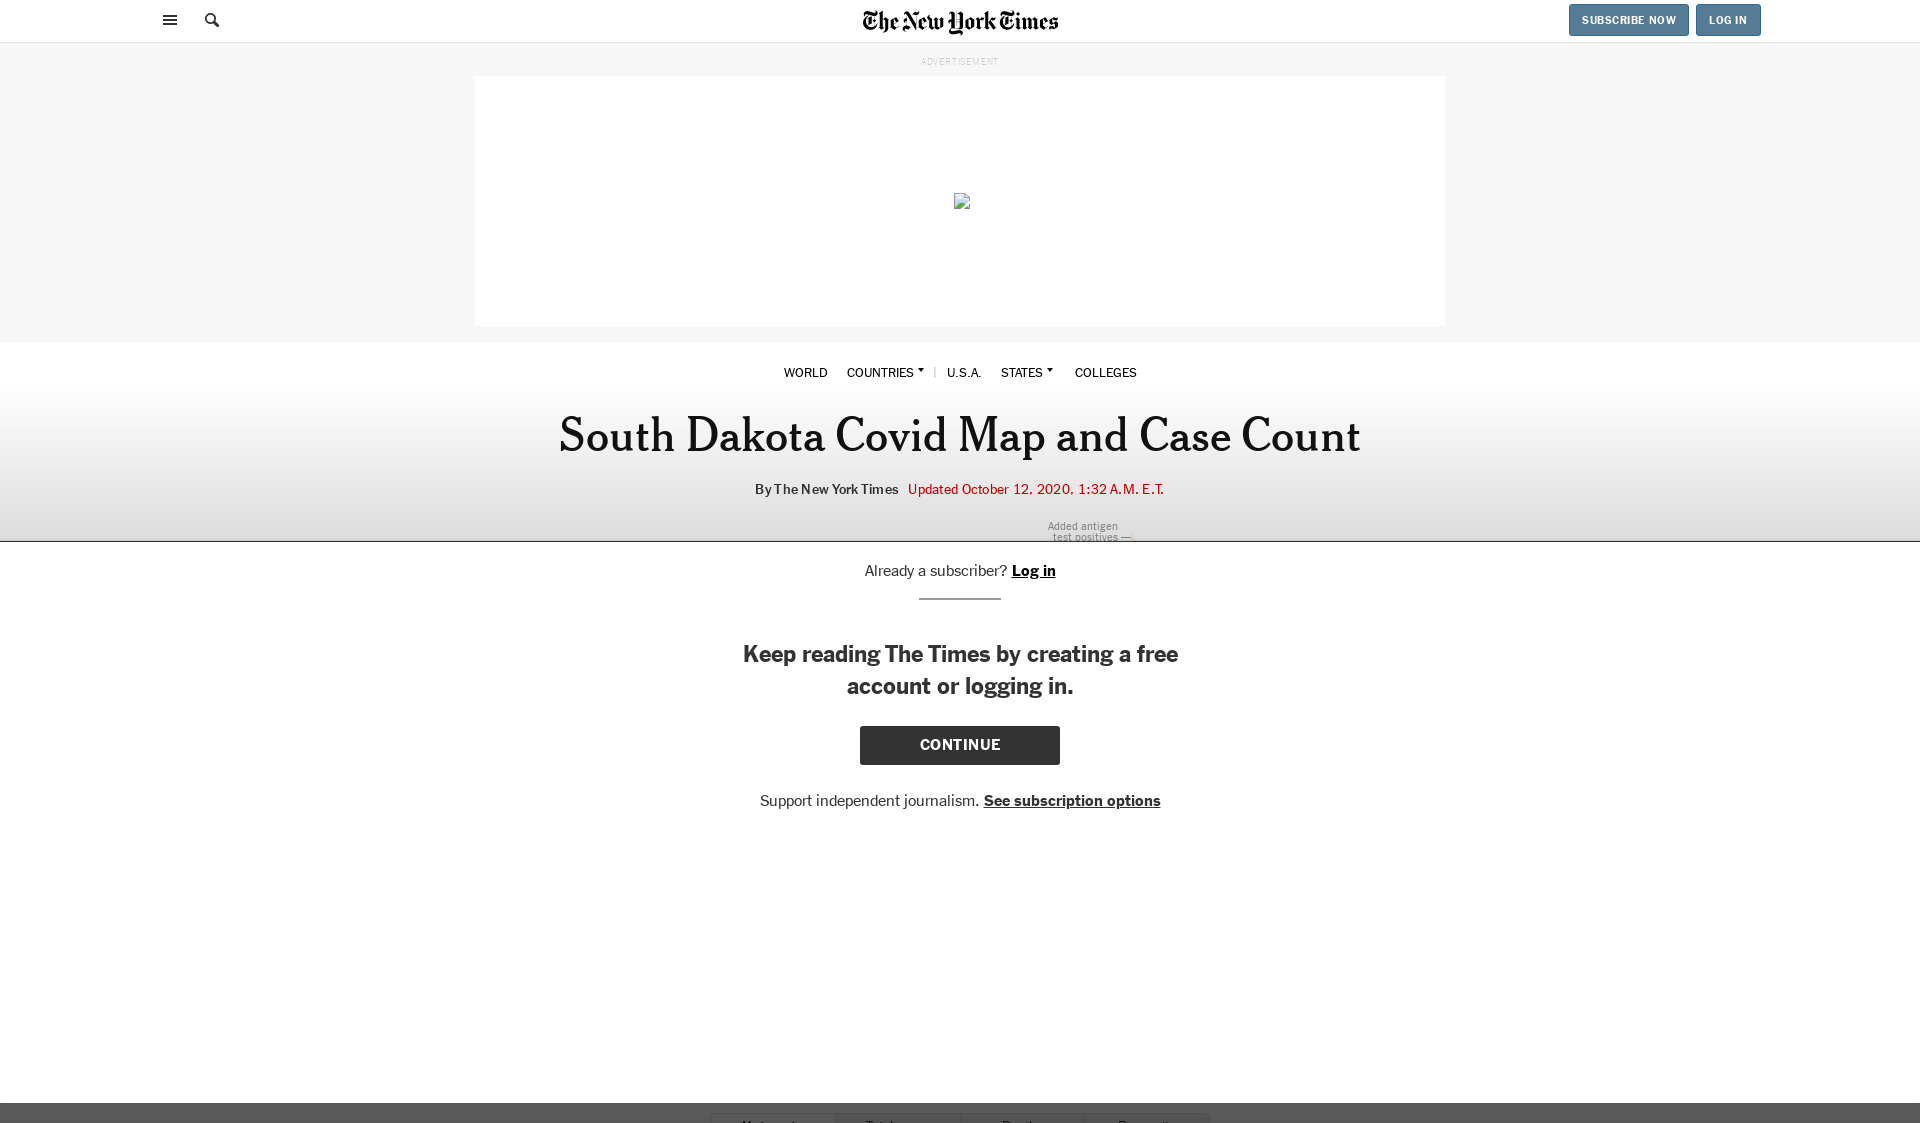 The New York Times
SUBSCRIBE NOW
LOG IN
ADVERTISEMENT
WORLD COUNTRIES U.S.A. STATES COLLEGES
South Dakota Covid Map and Case Count
By The New York Times Updated October 12, 2020, 1:32 A.M. E.T.
Added antigen
test positives —
Already a subscriber? Log in
Keep reading The Times by creating a free
account or logging in.
CONTINUE
Support independent journalism. See subscription options